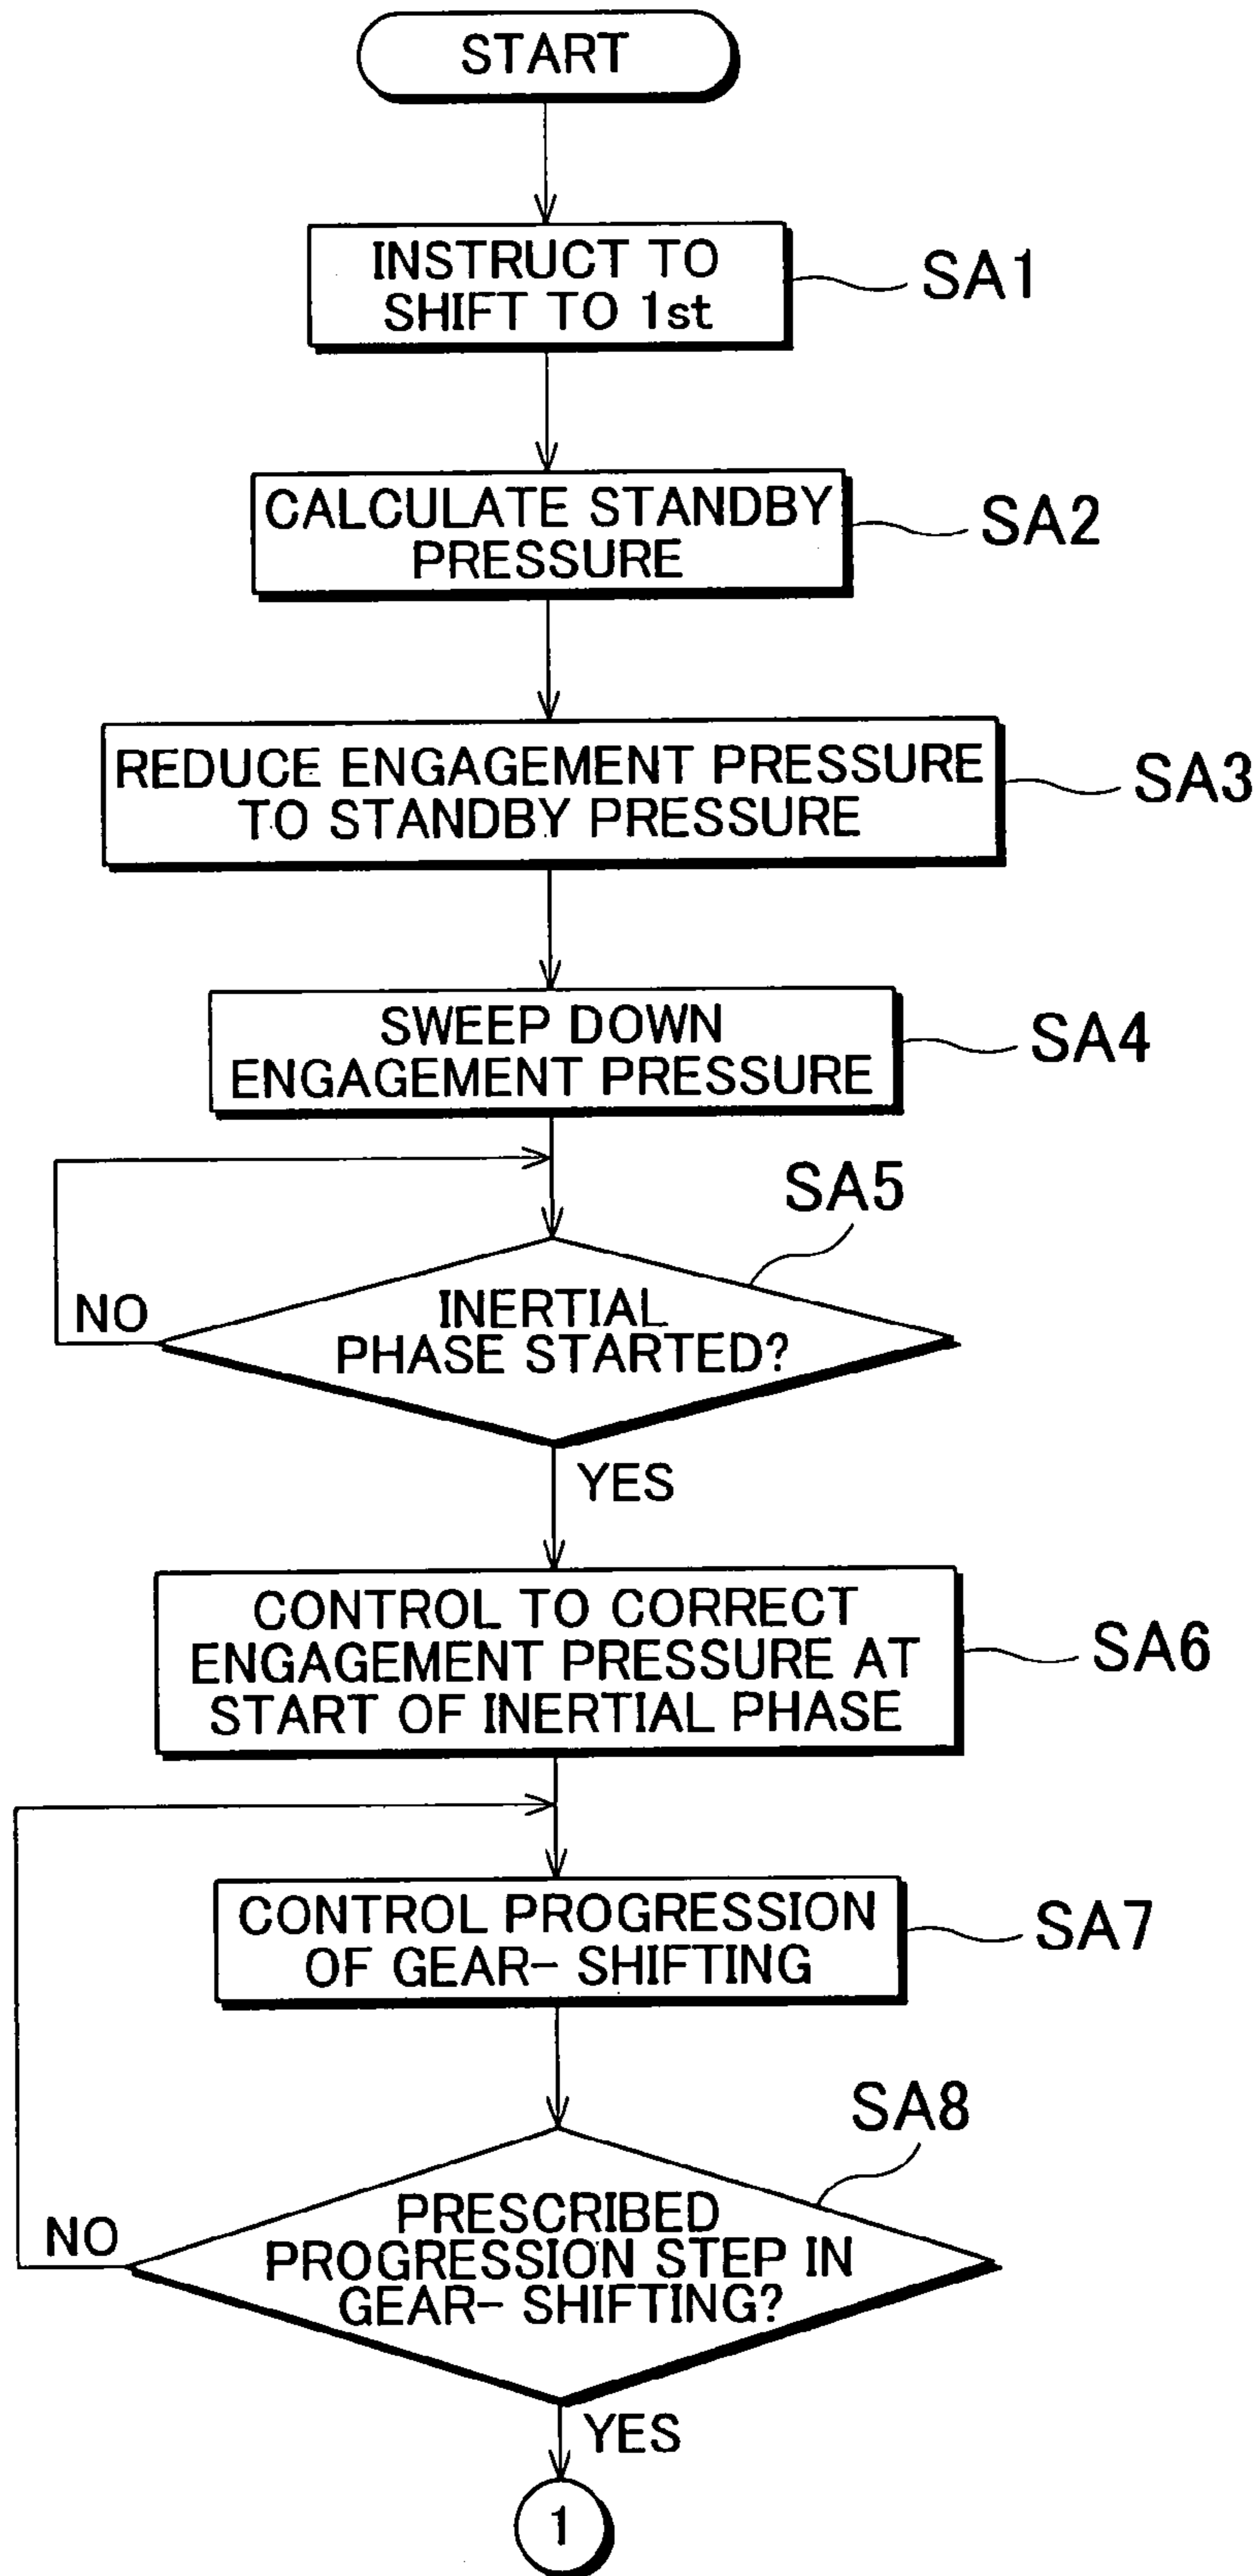 START
INSTRUCT TO
SHIFT TO 1st
SA1
CALCULATE STANDBY
PRESSURE
SA2
REDUCE ENGAGEMENT PRESSURE
TO STANDBY PRESSURE
SA3
SWEEP DOWN
ENGAGEMENT PRESSURE
SA4
SA5
NO
INERTIAL
PHASE STARTED?
YES
CONTROL TO CORRECT
ENGAGEMENT PRESSURE AT
START OF INERTIAL PHASE
SA6
CONTROL PROGRESSION
OF GEAR- SHIFTING
SA7
SA8
NO
PRESCRIBED
PROGRESSION STEP IN
GEAR- SHIFTING?
YES
1